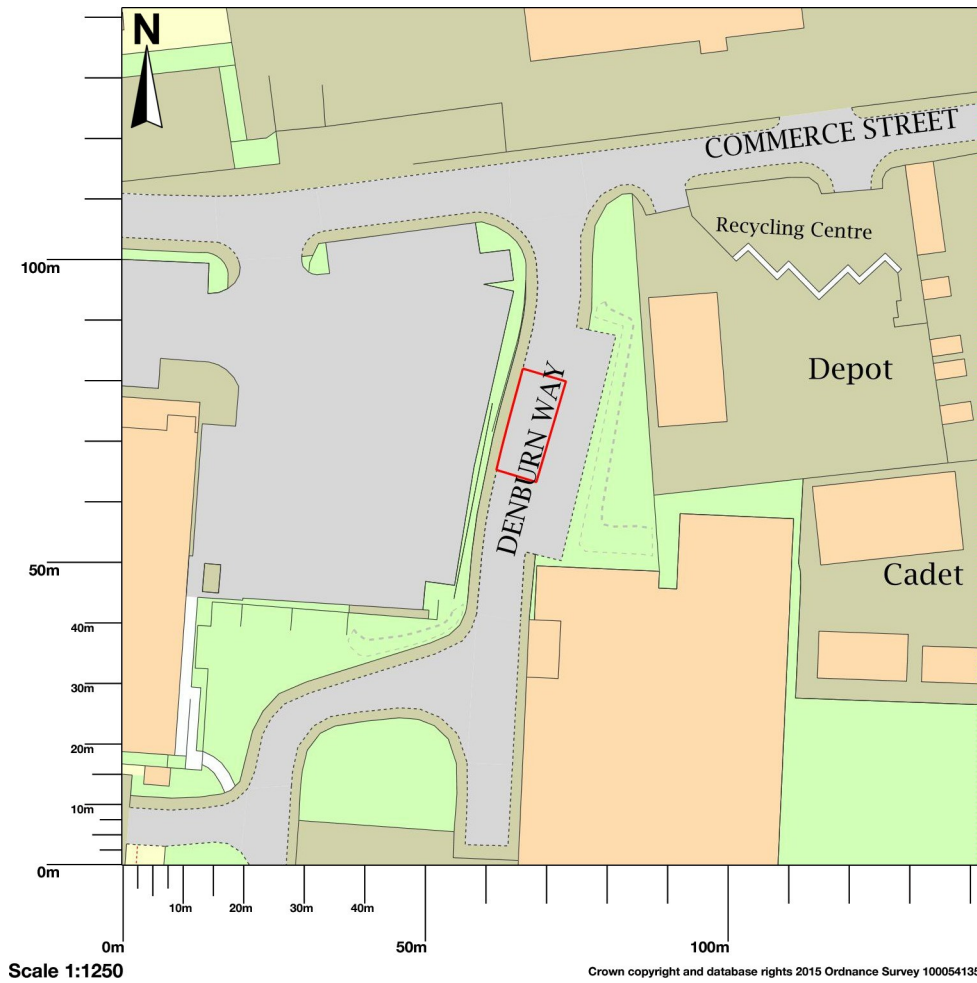 N
COMMERCE STREET
Recycling Centre
100m
Depot
DENBURN WAY
50m
Cadet
40m
30m
20m
10m
0m
10m
20m
30m
40m
0m
50m
100m
Scale 1:1250
Crown copyright and database rights 2015 Ordnance Survey 100054135